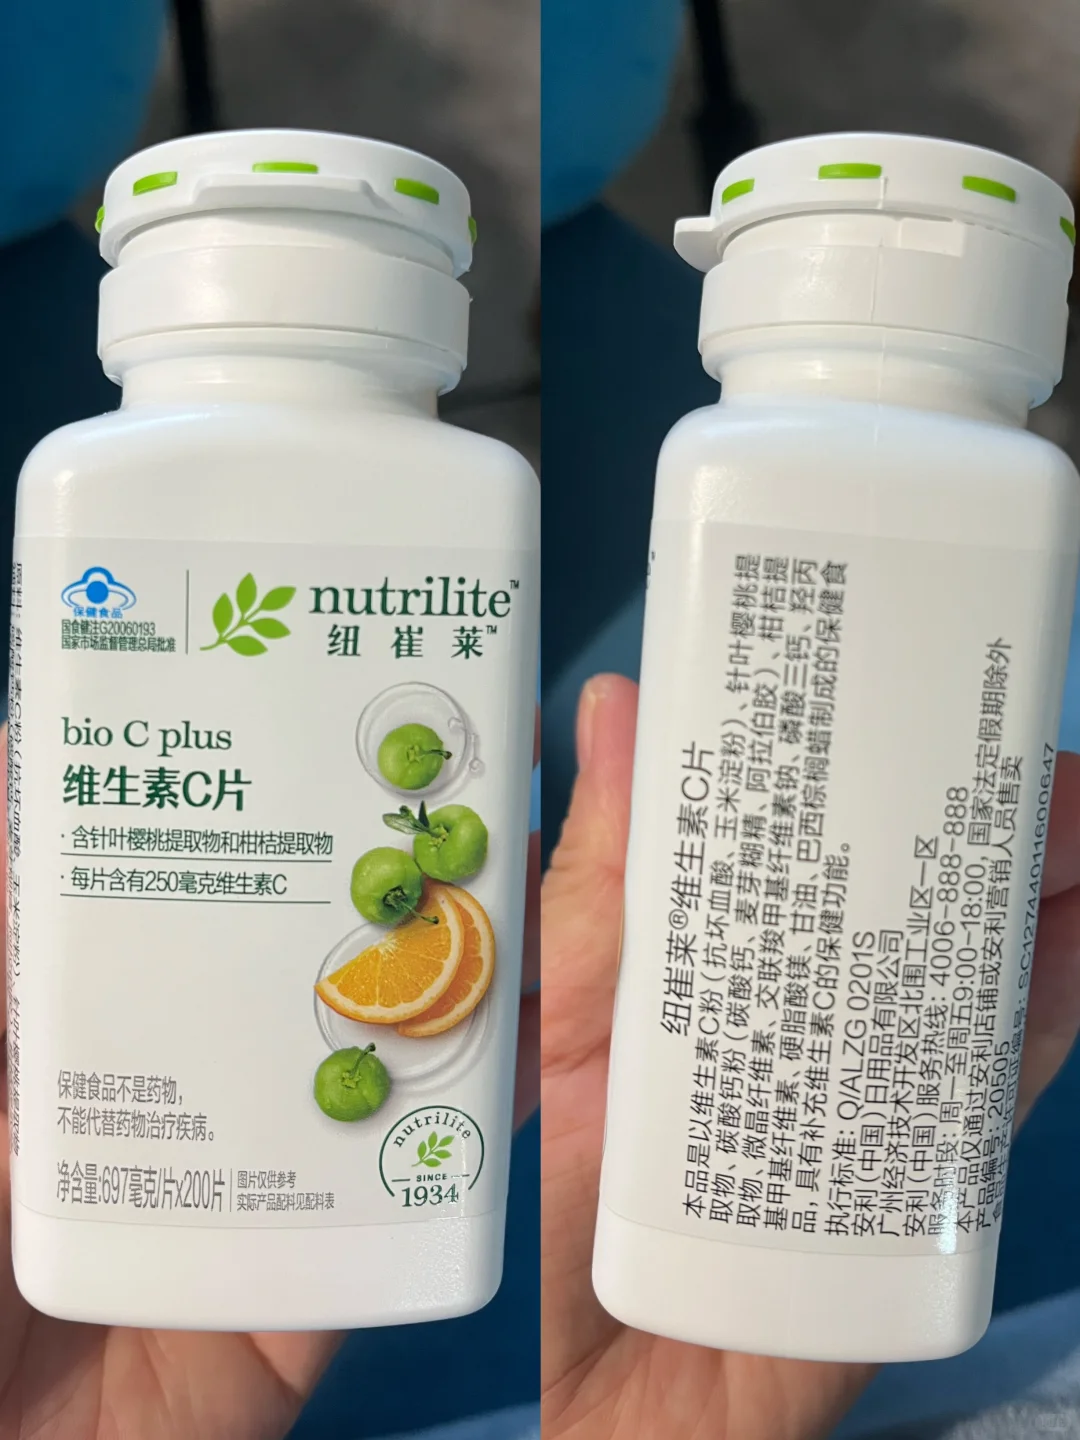 保健食品
国食健注G20060193
国家市场监督管理总局批准
nutrilite™
纽崔莱™
bio C plus
维生素C片
·含针叶樱桃提取物和柑桔提取物
·每片含有250毫克维生素C
保健食品不是药物，
不能代替药物治疗疾病。
净含量:697毫克/片x200片
图片仅供参考
实际产品配料见配料表
nutrilite
SINCE
1934
纽崔莱®维生素C片
本品是以维生素C粉（抗坏血酸、玉米淀粉）、针叶樱桃提
取物、碳酸钙粉（碳酸钙、麦芽糊精、阿拉伯胶）、柑桔提
取物、微晶纤维素、交联羧甲基纤维素钠、磷酸三钙、羟丙
基甲基纤维素、硬脂酸镁、甘油、巴西棕榈蜡制成的保健食
品，具有补充维生素C的保健功能。
执行标准：Q/ALZG 0201S
安利（中国）日用品有限公司
广州经济技术开发区北围工业区一区
安利（中国）服务热线：4006-888-888
服务时段：周一至周五9:00-18:00，国家法定假期除外
本产品仅通过安利店铺或安利营销人员售卖
产品编号：20505
食品生产许可证编号：SC12744011600647